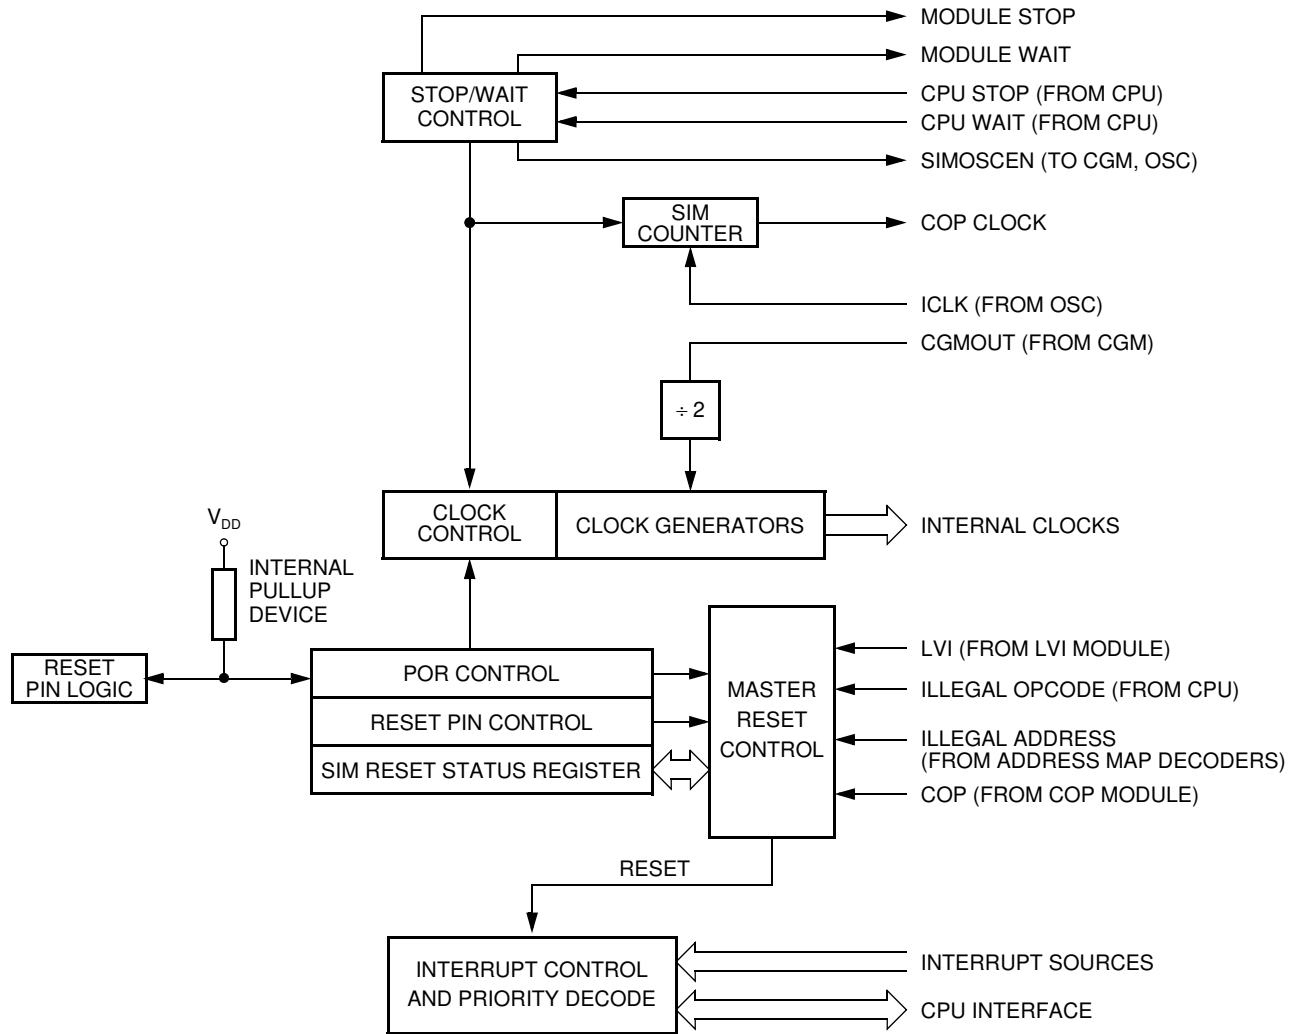 MODULE STOP
MODULE WAIT
STOP/WAIT
CONTROL
CPU STOP (FROM CPU)
CPU WAIT (FROM CPU)
SIMOSCEN (TO CGM, OSC)
SIM
COUNTER
COP CLOCK
ICLK (FROM OSC)
CGMOUT (FROM CGM)
÷ 2
CLOCK
CONTROL
CLOCK GENERATORS
INTERNAL CLOCKS
VDD
INTERNAL
PULLUP
DEVICE
RESET
PIN LOGIC
POR CONTROL
RESET PIN CONTROL
SIM RESET STATUS REGISTER
MASTER
RESET
CONTROL
LVI (FROM LVI MODULE)
ILLEGAL OPCODE (FROM CPU)
ILLEGAL ADDRESS
(FROM ADDRESS MAP DECODERS)
COP (FROM COP MODULE)
RESET
INTERRUPT CONTROL
AND PRIORITY DECODE
INTERRUPT SOURCES
CPU INTERFACE